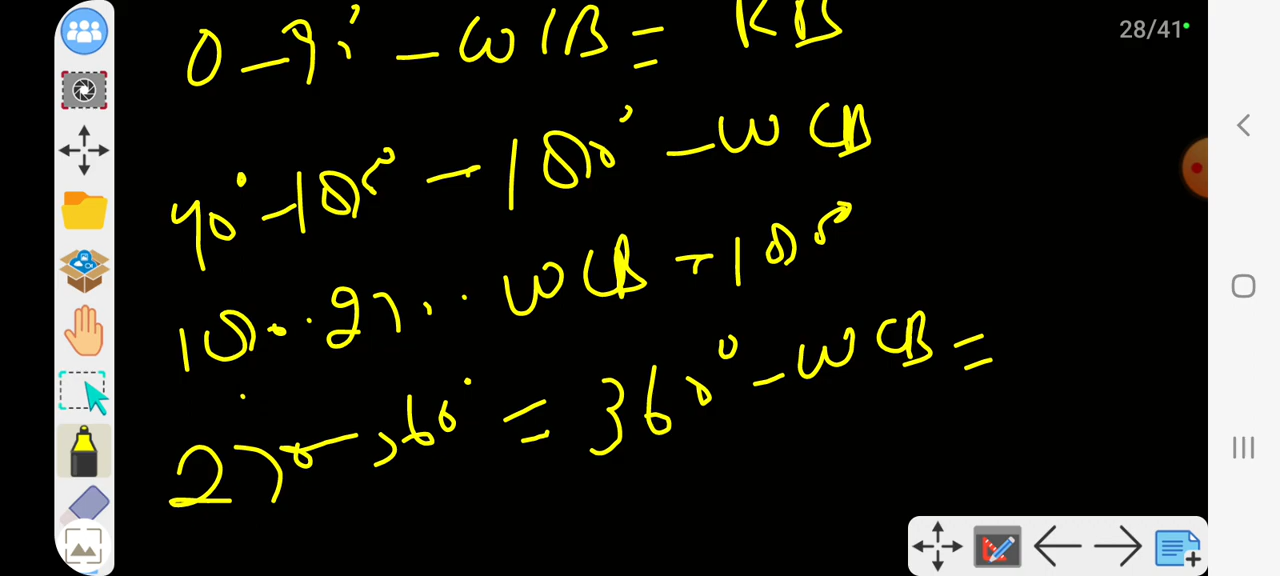 28/41
0 - 90° - WCB = RB
90° - 180° - 180° - WCB
180° 270° WCB - 180°
270 - 360° = 360° - WCB =